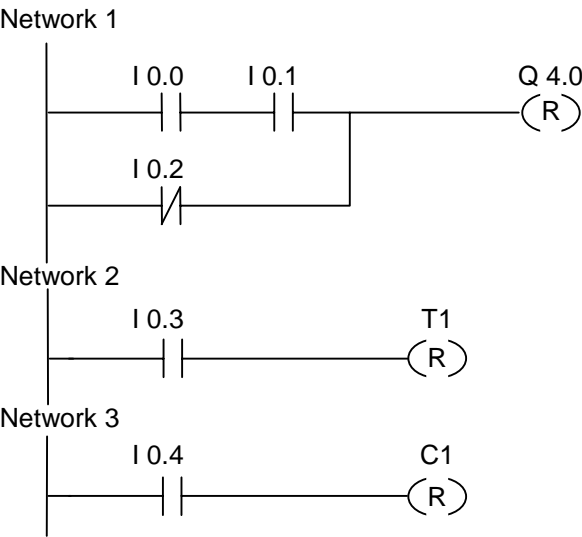 Network 1
I 0.0 I 0.1 Q 4.0
R
I 0.2
Network 2
I 0.3 T1
R
Network 3
I 0.4 C1
R